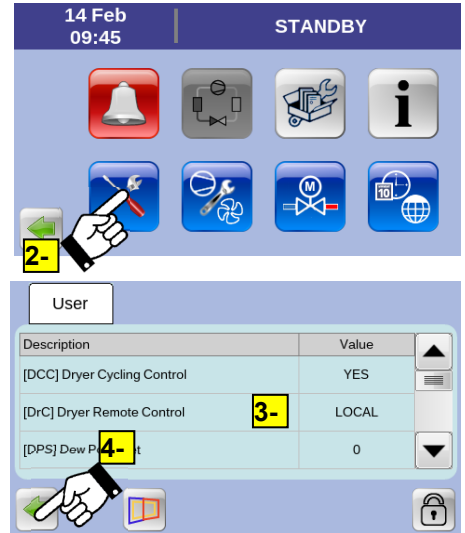 14 Feb
09:45
STANDBY
i
M
10
2-
User
Description Value
[DCC] Dryer Cycling Control YES
[DrC] Dryer Remote Control 3- LOCAL
[DPS] Dew P 4- t 0